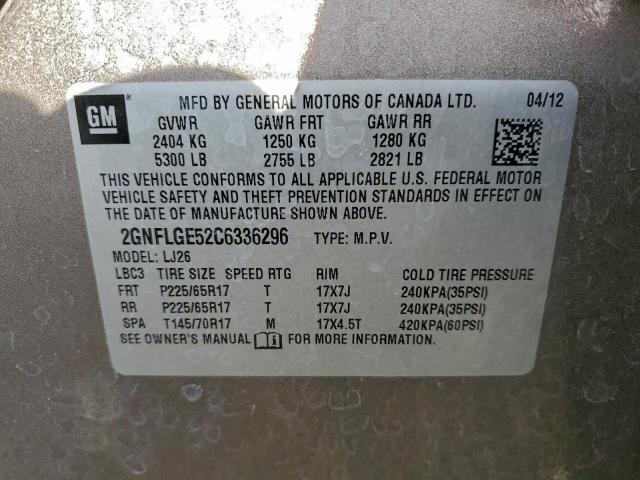 GM ® MFD BY GENERAL MOTORS OF CANADA LTD. 04/12
GVWR GAWR FRT GAWR RR
2404 KG 1250 KG 1280 KG
5300 LB 2755 LB 2821 LB
THIS VEHICLE CONFORMS TO ALL APPLICABLE U.S. FEDERAL MOTOR
VEHICLE SAFETY AND THEFT PREVENTION STANDARDS IN EFFECT ON
THE DATE OF MANUFACTURE SHOWN ABOVE.
2GNFLGE52C6336296 TYPE: M.P.V.
MODEL: LJ26
LBC3 TIRE SIZE SPEED RTG RIM COLD TIRE PRESSURE
FRT P225/65R17 T 17X7J 240KPA(35PSI)
RR P225/65R17 T 17X7J 240KPA(35PSI)
SPA T145/70R17 M 17X4.5T 420KPA(60PSI)
SEE OWNER'S MANUAL FOR MORE INFORMATION.